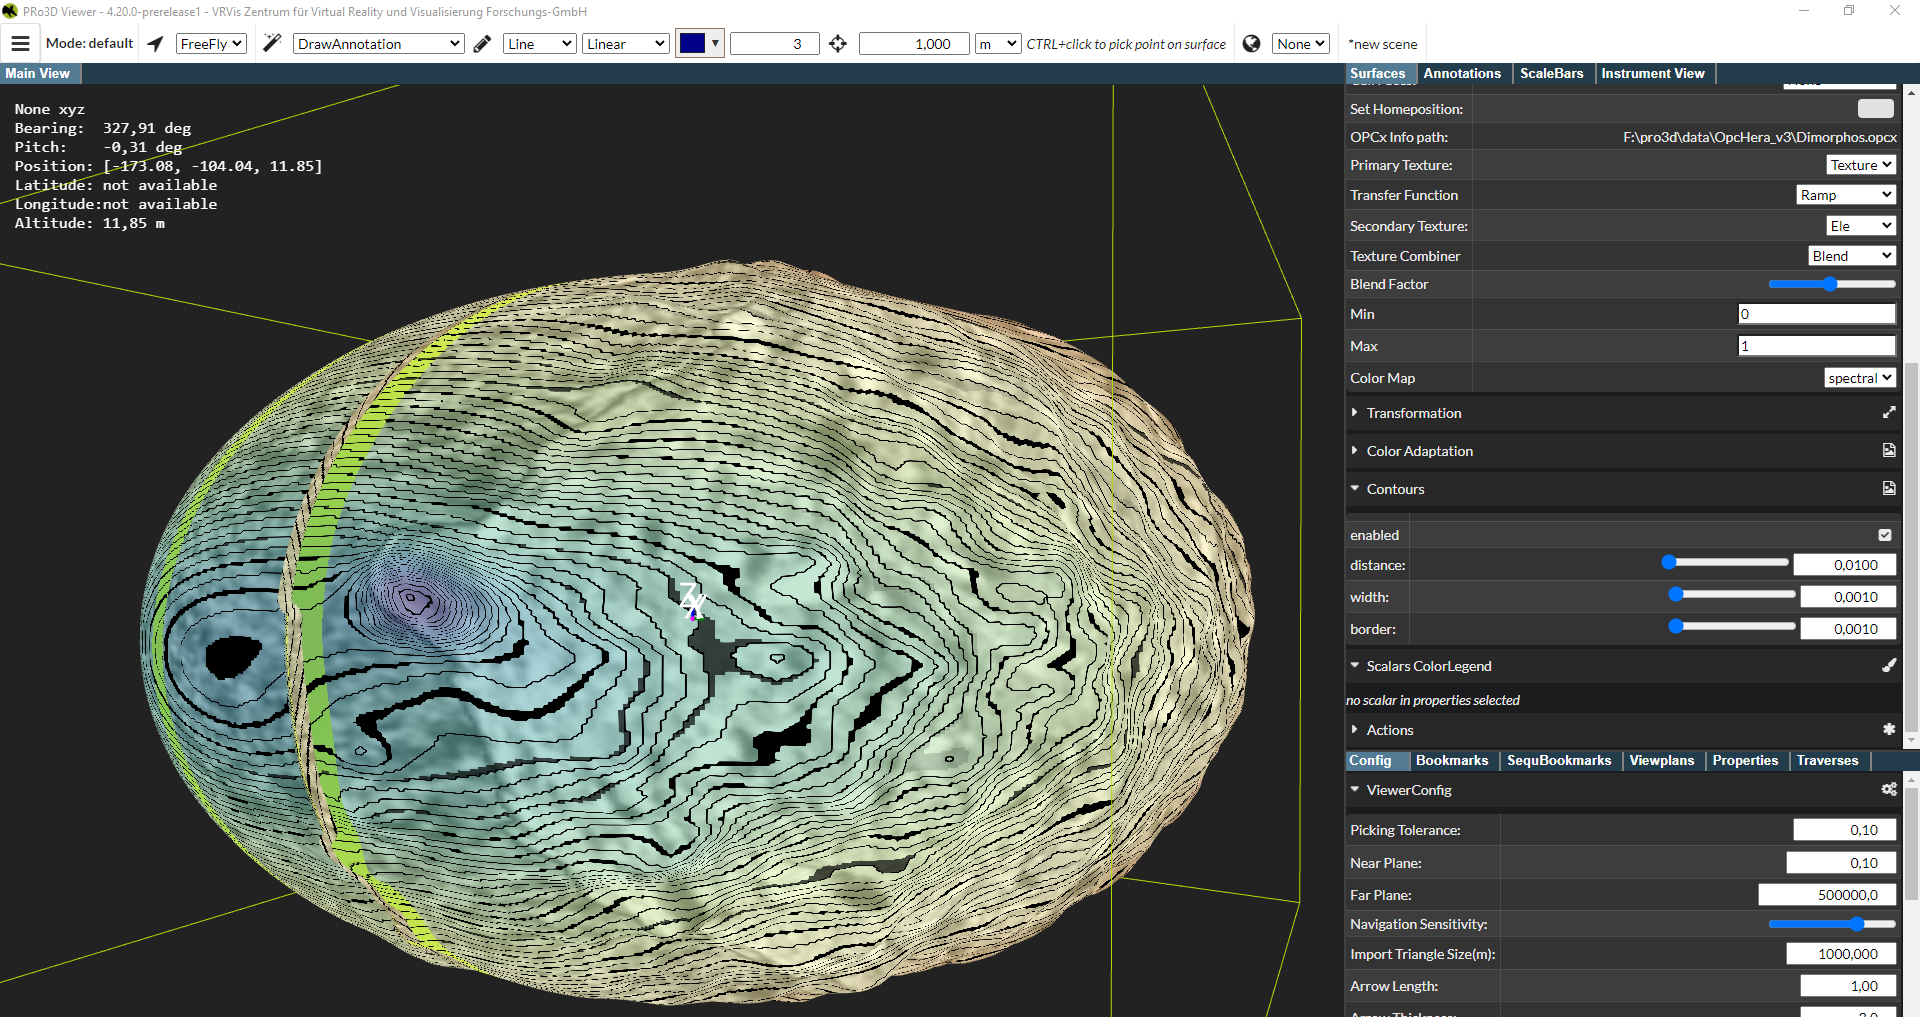 PRo3D Viewer - 4.20.0-prerelease1 - VRVis Zentrum für Virtual Reality und Visualisierung Forschungs-GmbH
Mode: default FreeFly DrawAnnotation Line Linear 3 1,000 m CTRL+click to pick point on surface None *new scene
Main View
None xyz
Bearing: 327,91 deg
Pitch: -0,31 deg
Position: [-173.08, -104.04, 11.85]
Latitude: not available
Longitude:not available
Altitude: 11,85 m
Z
Surfaces Annotations ScaleBars Instrument View
Set Homeposition:
OPCx Info path: F:\pro3d\data\OpcHera_v3\Dimorphos.opcx
Primary Texture: Texture
Transfer Function Ramp
Secondary Texture: Ele
Texture Combiner Blend
Blend Factor
Min 0
Max 1
Color Map spectral
Transformation
Color Adaptation
Contours
enabled
distance: 0,0100
width: 0,0010
border: 0,0010
Scalars ColorLegend
no scalar in properties selected
Actions
Config Bookmarks SequBookmarks Viewplans Properties Traverses
ViewerConfig
Picking Tolerance: 0,10
Near Plane: 0,10
Far Plane: 500000,0
Navigation Sensitivity:
Import Triangle Size(m): 1000,000
Arrow Length: 1,00